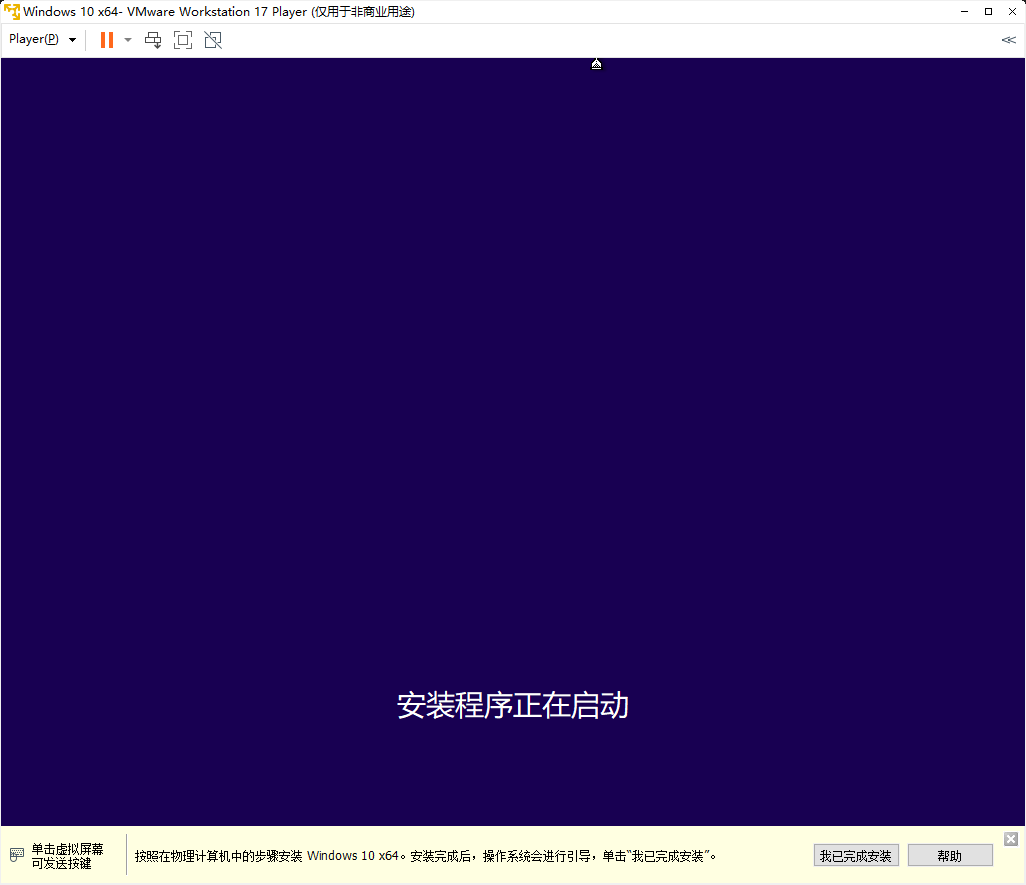 Windows 10 x64- VMware Workstation 17 Player (仅用于非商业用途)
Player(P)
安装程序正在启动
单击虚拟屏幕
可发送按键
按照在物理计算机中的步骤安装 Windows 10 x64。安装完成后，操作系统会进行引导，单击“我已完成安装”。
我已完成安装
帮助